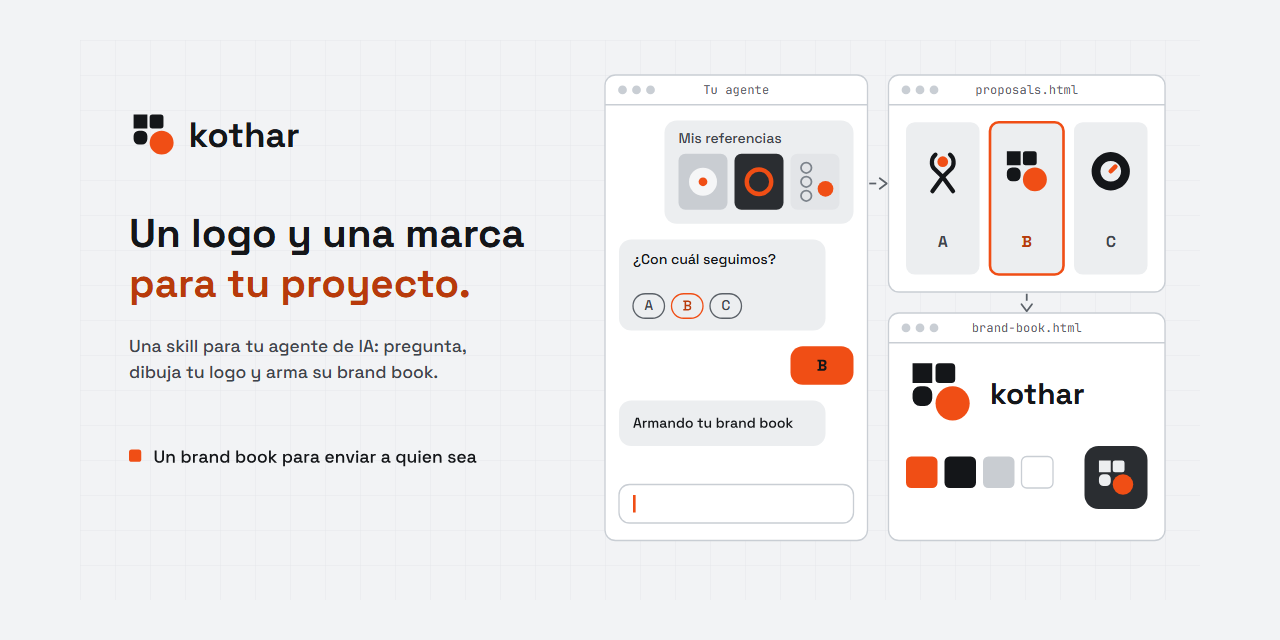 kothar
Un logo y una marca
para tu proyecto.
Una skill para tu agente de IA: pregunta,
dibuja tu logo y arma su brand book.
Un brand book para enviar a quien sea
Tu agente
Mis referencias
¿Con cuál seguimos?
A B C
B
Armando tu brand book
proposals.html
A B C
brand-book.html
kothar